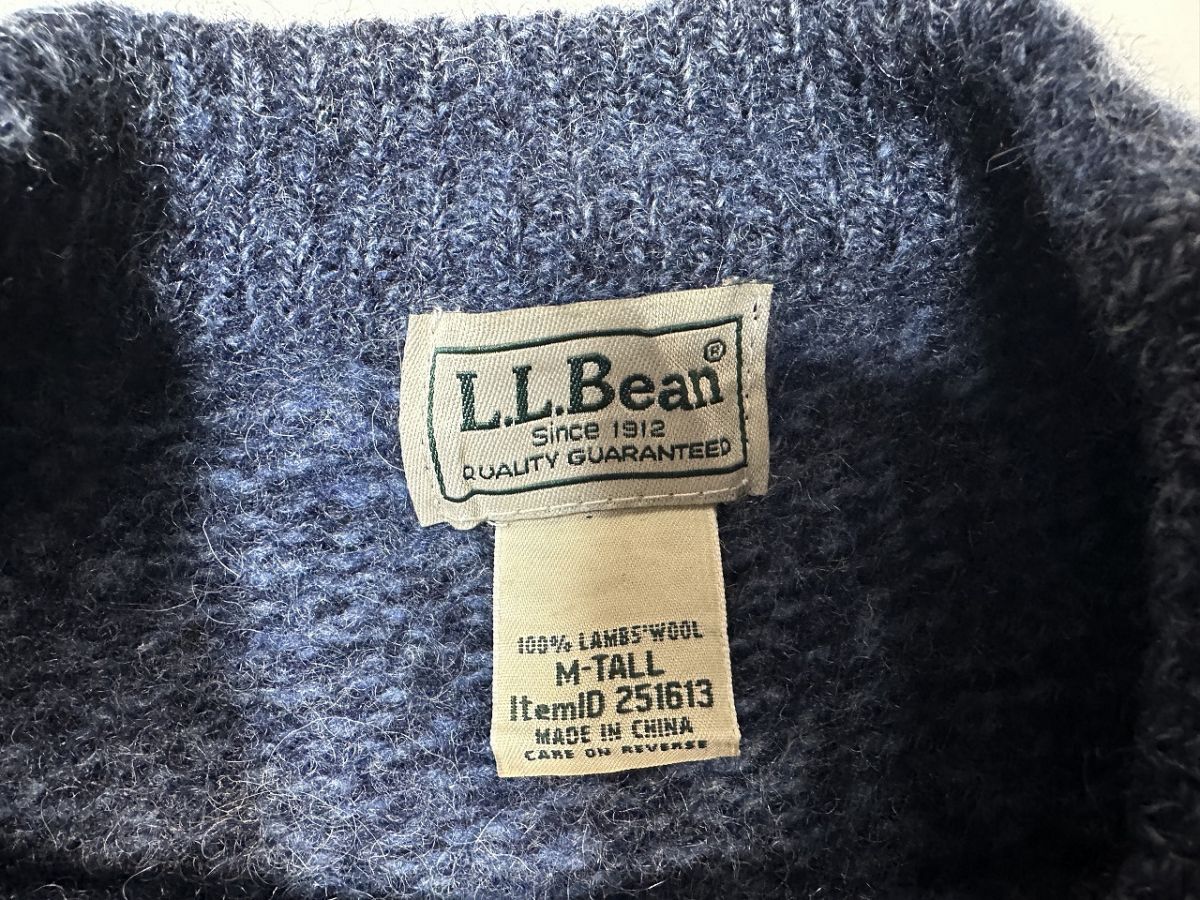 L.L.Bean®
Since 1912
QUALITY GUARANTEED
100% LAMBS' WOOL
M-TALL
ItemID 251613
MADE IN CHINA
CARE ON REVERSE